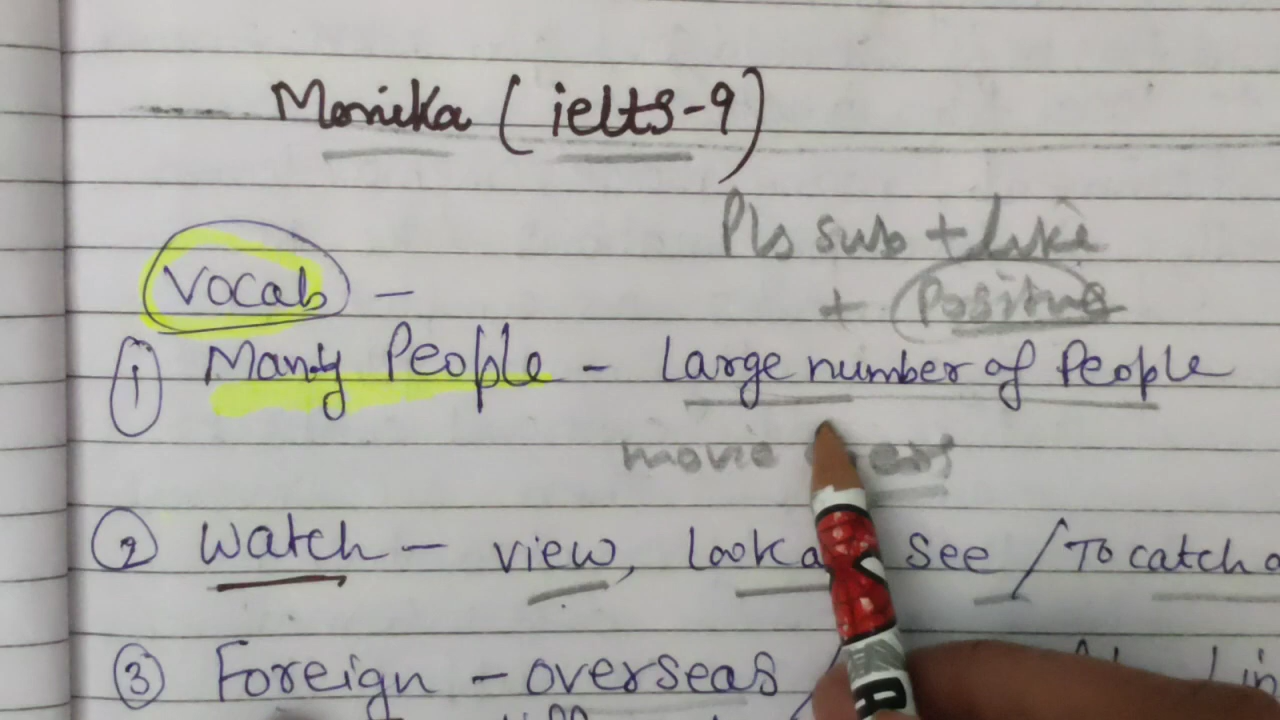 Monika (ielts-9)
Pls sub + like
+ Positive
Vocab -
① Many People - Large number of People
movie
② Watch - view, look a see / To catch a
③ Foreign - overseas /